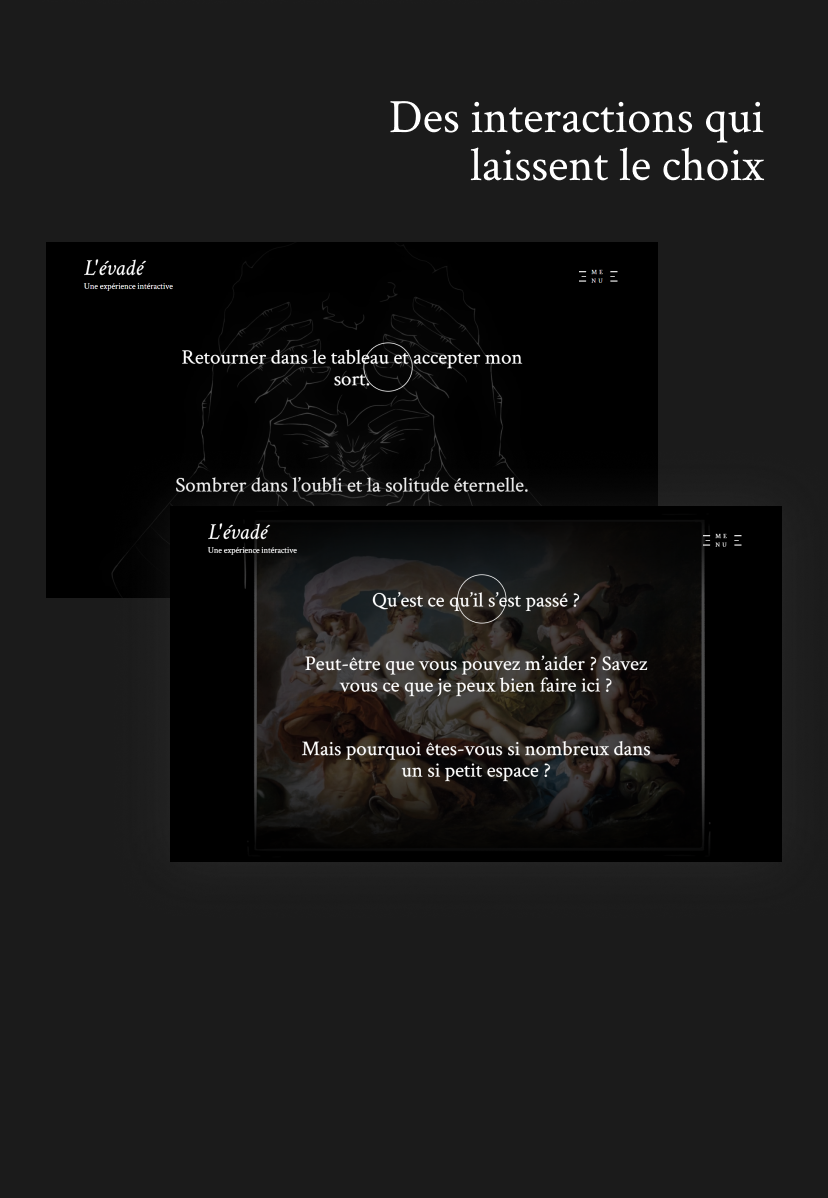 Des interactions qui
laissent le choix
L'évadé
Une expérience intéractive
ME
NU
Retourner dans le tableau et accepter mon
sort.
Sombrer dans l’oubli et la solitude éternelle.
L'évadé
Une expérience intéractive
ME
NU
Qu’est ce qu’il s’est passé ?
Peut-être que vous pouvez m’aider ? Savez
vous ce que je peux bien faire ici ?
Mais pourquoi êtes-vous si nombreux dans
un si petit espace ?